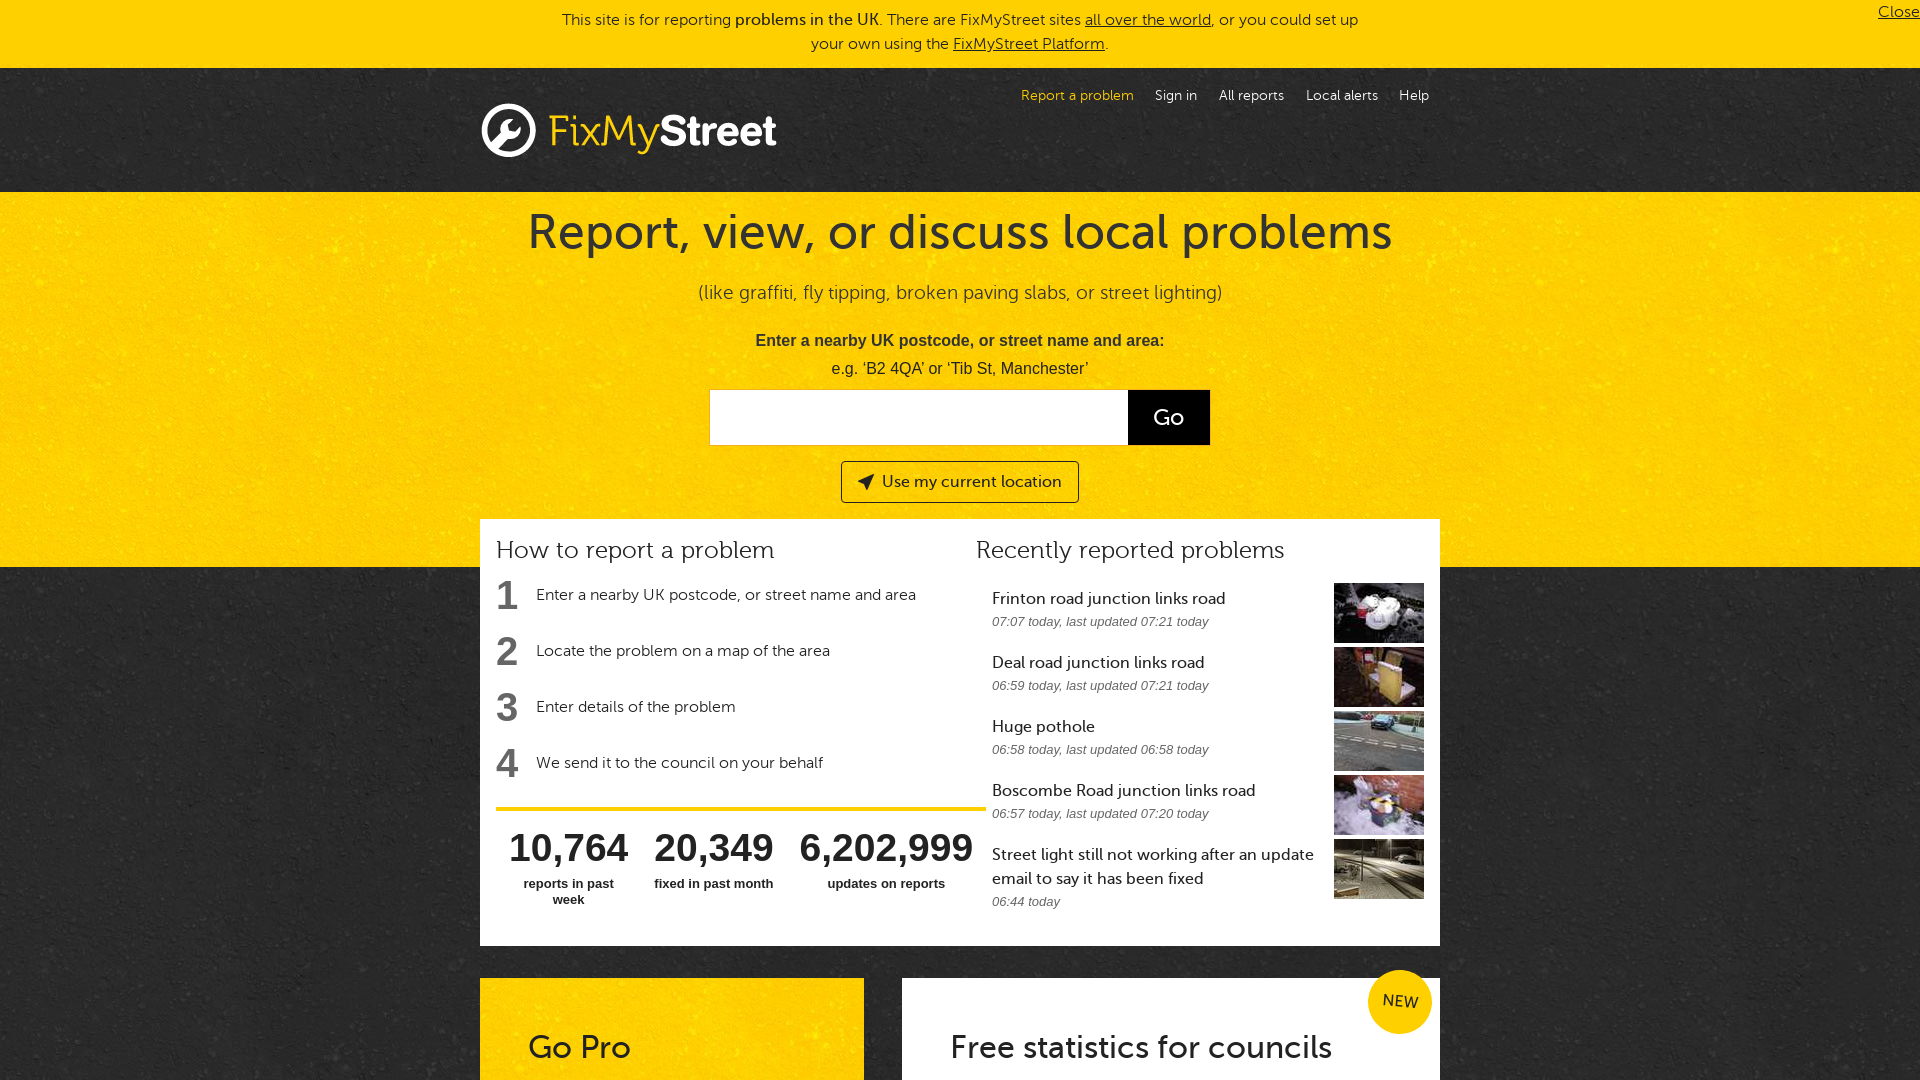 This site is for reporting problems in the UK. There are FixMyStreet sites all over the world, or you could set up
your own using the FixMyStreet Platform.
Close
Report a problem
Sign in
All reports
Local alerts
Help
FixMyStreet
Report, view, or discuss local problems
(like graffiti, fly tipping, broken paving slabs, or street lighting)
Enter a nearby UK postcode, or street name and area:
e.g. ‘B2 4QA’ or ‘Tib St, Manchester’
Go
Use my current location
How to report a problem
1 Enter a nearby UK postcode, or street name and area
2 Locate the problem on a map of the area
3 Enter details of the problem
4 We send it to the council on your behalf
10,764
reports in past
week
20,349
fixed in past month
6,202,999
updates on reports
Recently reported problems
Frinton road junction links road
07:07 today, last updated 07:21 today
Deal road junction links road
06:59 today, last updated 07:21 today
Huge pothole
06:58 today, last updated 06:58 today
Boscombe Road junction links road
06:57 today, last updated 07:20 today
Street light still not working after an update
email to say it has been fixed
06:44 today
Go Pro
NEW
Free statistics for councils